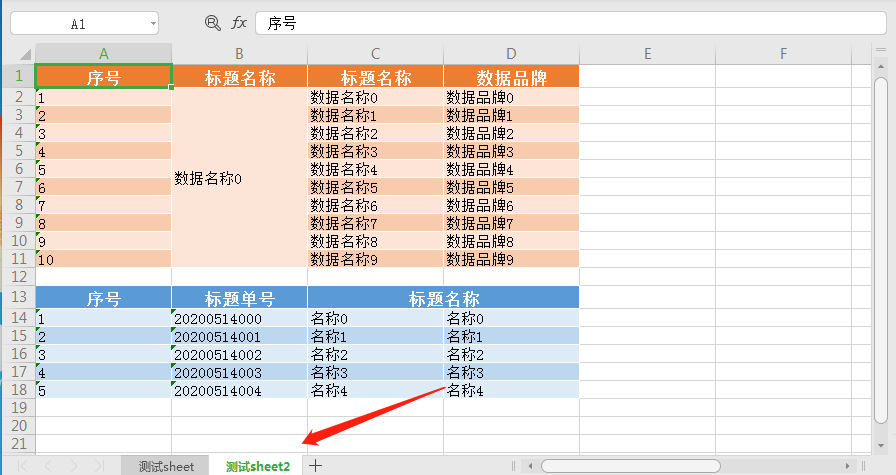 A1 fx 序号
A B C D E F
1 序号 标题名称 标题名称 数据品牌
2 1 数据名称0 数据品牌0
3 2 数据名称1 数据品牌1
4 3 数据名称2 数据品牌2
5 4 数据名称3 数据品牌3
6 5 数据名称0 数据名称4 数据品牌4
7 6 数据名称5 数据品牌5
8 7 数据名称6 数据品牌6
9 8 数据名称7 数据品牌7
10 9 数据名称8 数据品牌8
11 10 数据名称9 数据品牌9
12
13 序号 标题单号 标题名称
14 1 20200514000 名称0 名称0
15 2 20200514001 名称1 名称1
16 3 20200514002 名称2 名称2
17 4 20200514003 名称3 名称3
18 5 20200514004 名称4 名称4
19
20
21
测试sheet 测试sheet2